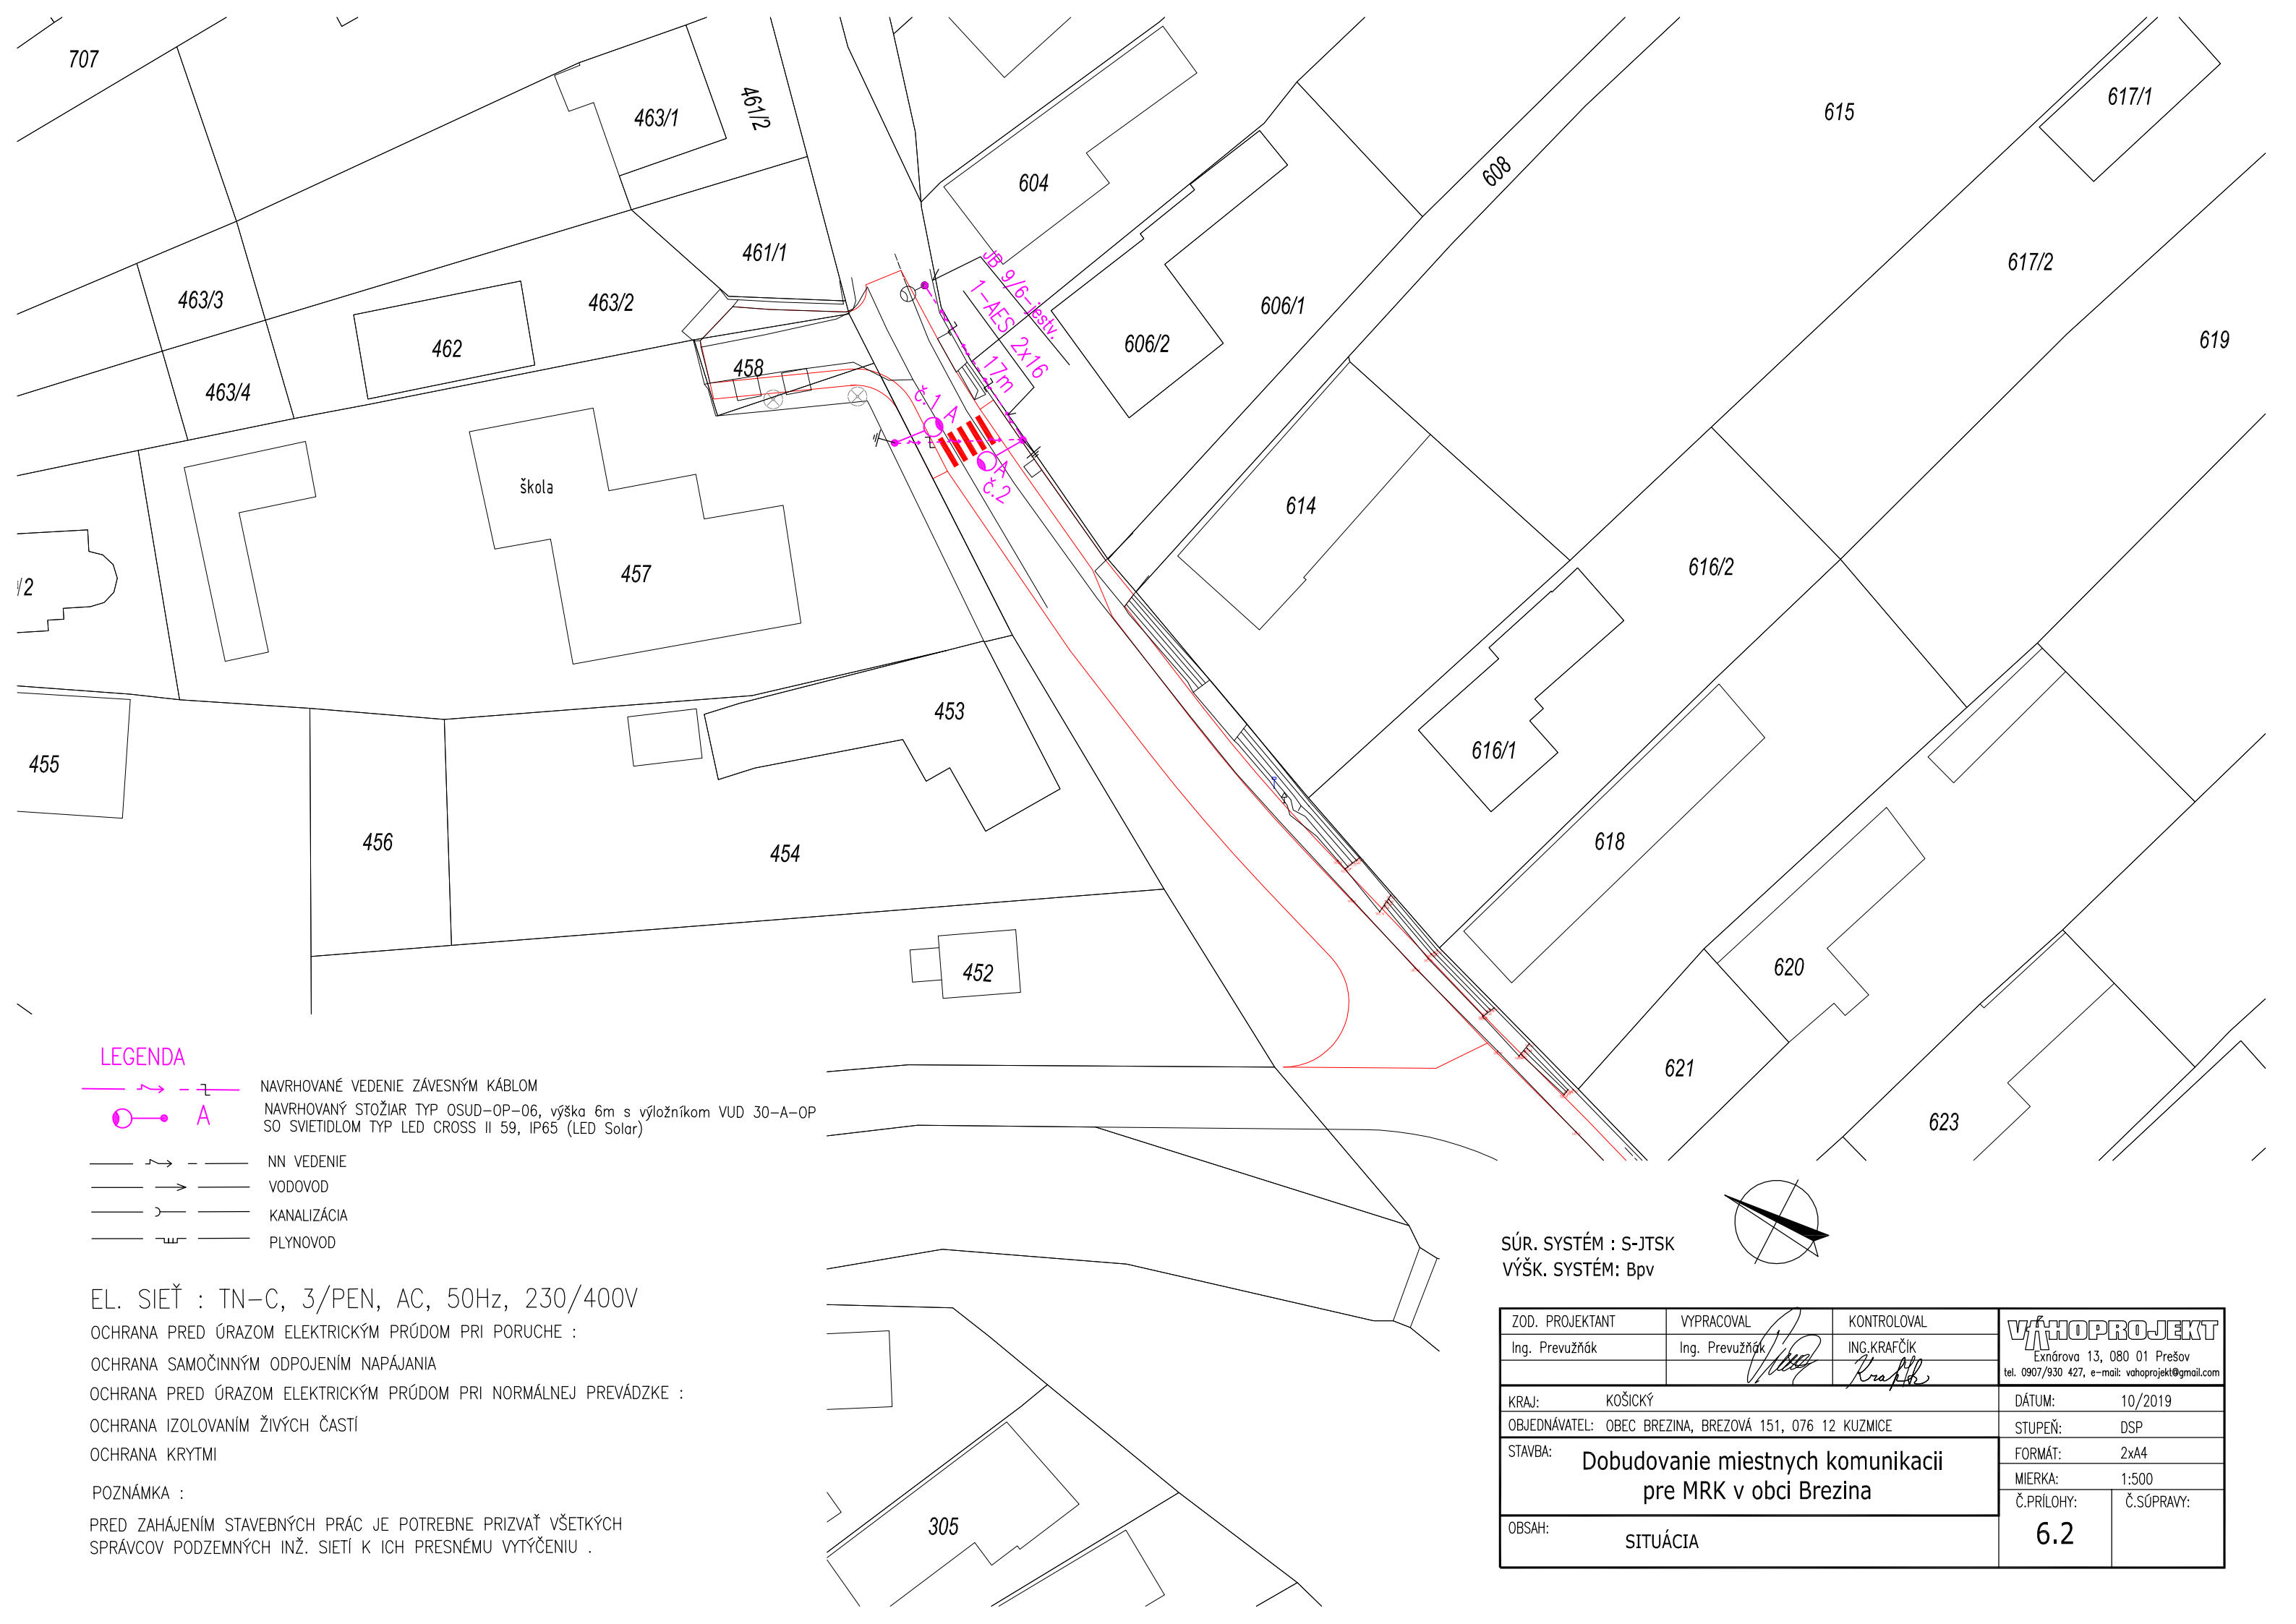 707
463/1
461/2
604
615
617/1
608
461/1
463/3
463/2
JB 9/6-jestv.
1-AES 2x16
17m
606/1
606/2
617/2
619
462
463/4
458
č.1 A
A
č.2
škola
614
457
616/2
/2
453
616/1
455
456
454
618
452
620
621
623
305
LEGENDA
NAVRHOVANÉ VEDENIE ZÁVESNÝM KÁBLOM
A
NAVRHOVANÝ STOŽIAR TYP OSUD-OP-06, výška 6m s výložníkom VUD 30-A-OP
SO SVIETIDLOM TYP LED CROSS II 59, IP65 (LED Solar)
NN VEDENIE
VODOVOD
KANALIZÁCIA
PLYNOVOD
EL. SIEŤ : TN-C, 3/PEN, AC, 50Hz, 230/400V
OCHRANA PRED ÚRAZOM ELEKTRICKÝM PRÚDOM PRI PORUCHE :
OCHRANA SAMOČINNÝM ODPOJENÍM NAPÁJANIA
OCHRANA PRED ÚRAZOM ELEKTRICKÝM PRÚDOM PRI NORMÁLNEJ PREVÁDZKE :
OCHRANA IZOLOVANÍM ŽIVÝCH ČASTÍ
OCHRANA KRYTMI
POZNÁMKA :
PRED ZAHÁJENÍM STAVEBNÝCH PRÁC JE POTREBNE PRIZVAŤ VŠETKÝCH
SPRÁVCOV PODZEMNÝCH INŽ. SIETÍ K ICH PRESNÉMU VYTÝČENIU .
SÚR. SYSTÉM : S-JTSK
VÝŠK. SYSTÉM: Bpv
ZOD. PROJEKTANT
VYPRACOVAL
KONTROLOVAL
Ing. Prevužňák
Ing. Prevužňák
ING.KRAFČÍK
VÁHOPROJEKT
Exnárova 13, 080 01 Prešov
tel. 0907/930 427, e-mail: vahoprojekt@gmail.com
KRAJ: KOŠICKÝ
OBJEDNÁVATEL: OBEC BREZINA, BREZOVÁ 151, 076 12 KUZMICE
STAVBA: Dobudovanie miestnych komunikacii
pre MRK v obci Brezina
OBSAH: SITUÁCIA
DÁTUM: 10/2019
STUPEŇ: DSP
FORMÁT: 2xA4
MIERKA: 1:500
Č.PRÍLOHY: Č.SÚPRAVY:
6.2